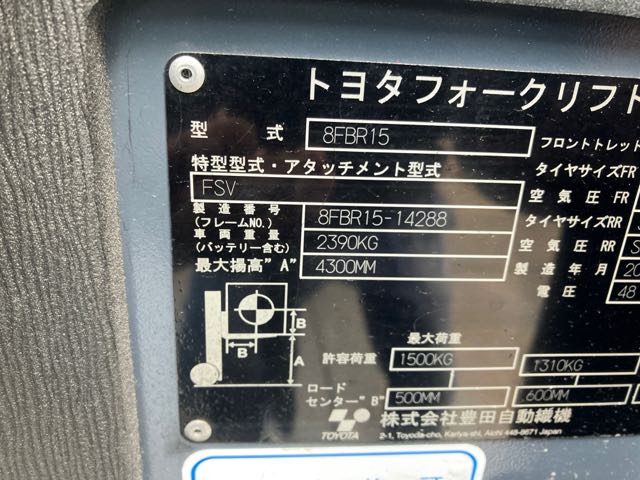 トヨタフォークリフト
型 式 8FBR15 フロントトレッド
特型型式・アタッチメント型式 タイヤサイズFR
FSV 空気圧 FR
製造番号 (フレームNO.) 8FBR15-14288 タイヤサイズRR
車両重量 (バッテリー含む) 2390KG 空気圧 RR S
最大揚高"A" 4300MM 製造年月 20
電圧 48
B
B
A
最大荷重
許容荷重 1500KG 1310KG
ロード センター"B" 500MM 600MM
TOYOTA 株式会社豊田自動織機
2-1, Toyoda-cho, Kariya-shi, Aichi 448-8671 Japan